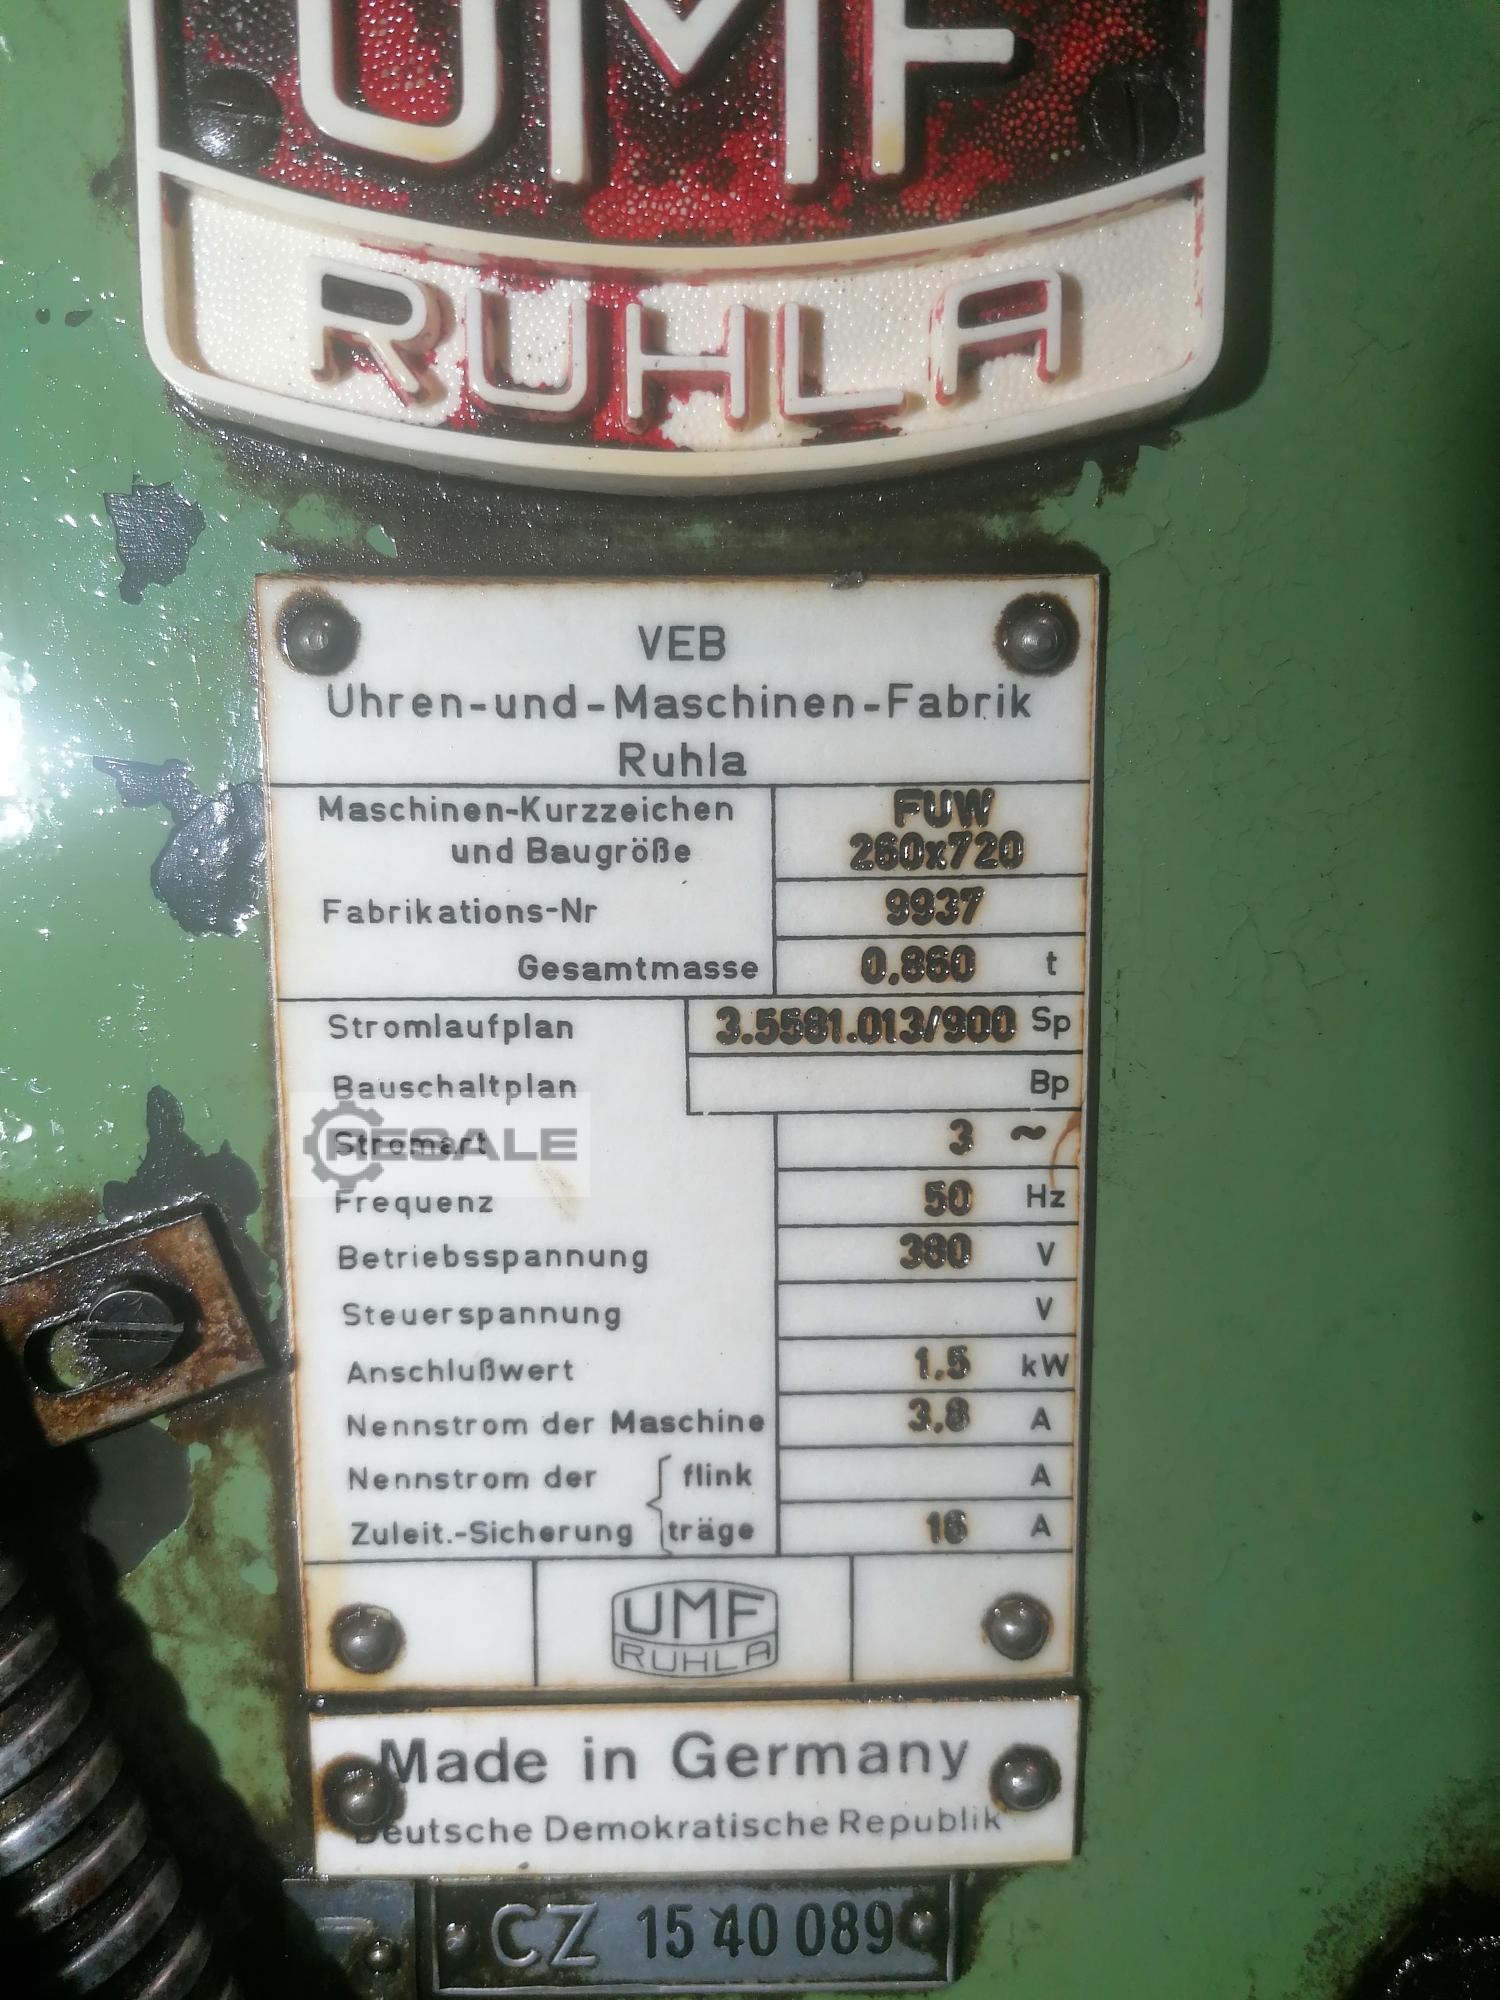 UMF
RUHLA
VEB
Uhren-und-Maschinen-Fabrik
Ruhla
Maschinen-Kurzzeichen FUW
und Baugröße 260x720
Fabrikations-Nr 9937
Gesamtmasse 0.860 t
Stromlaufplan 3.5581.013/900 Sp
Bauschaltplan Bp
Stromart 3 ~
RESALE
Frequenz 50 Hz
Betriebsspannung 380 V
Steuerspannung V
Anschlußwert 1.5 kW
Nennstrom der Maschine 3.8 A
Nennstrom der { flink A
Zuleit.-Sicherung träge 16 A
UMF
RUHLA
Made in Germany
Deutsche Demokratische Republik
CZ 15 40 089